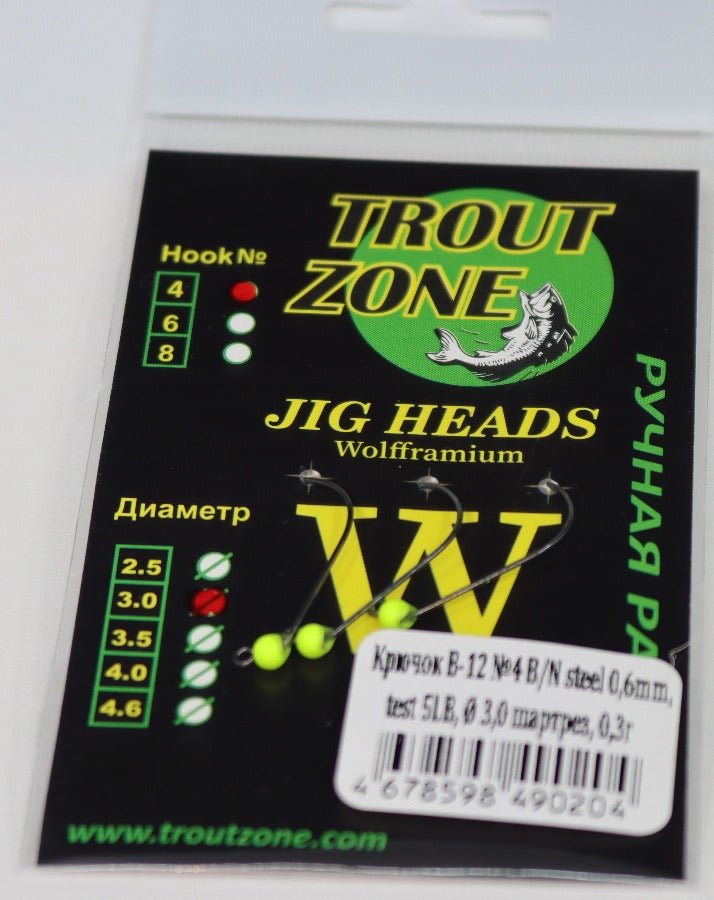 TROUT
ZONE
Hook№
4
6
8
JIG HEADS
Wolfframium
W
Диаметр
2.5
3.0
3.5
4.0
4.6
РУЧНАЯ РА
Крючок B-12 №4 B/N steel 0,6mm,
test 5LB, Ø 3,0 шартрез, 0,3г
4 678598 490204
www.troutzone.com